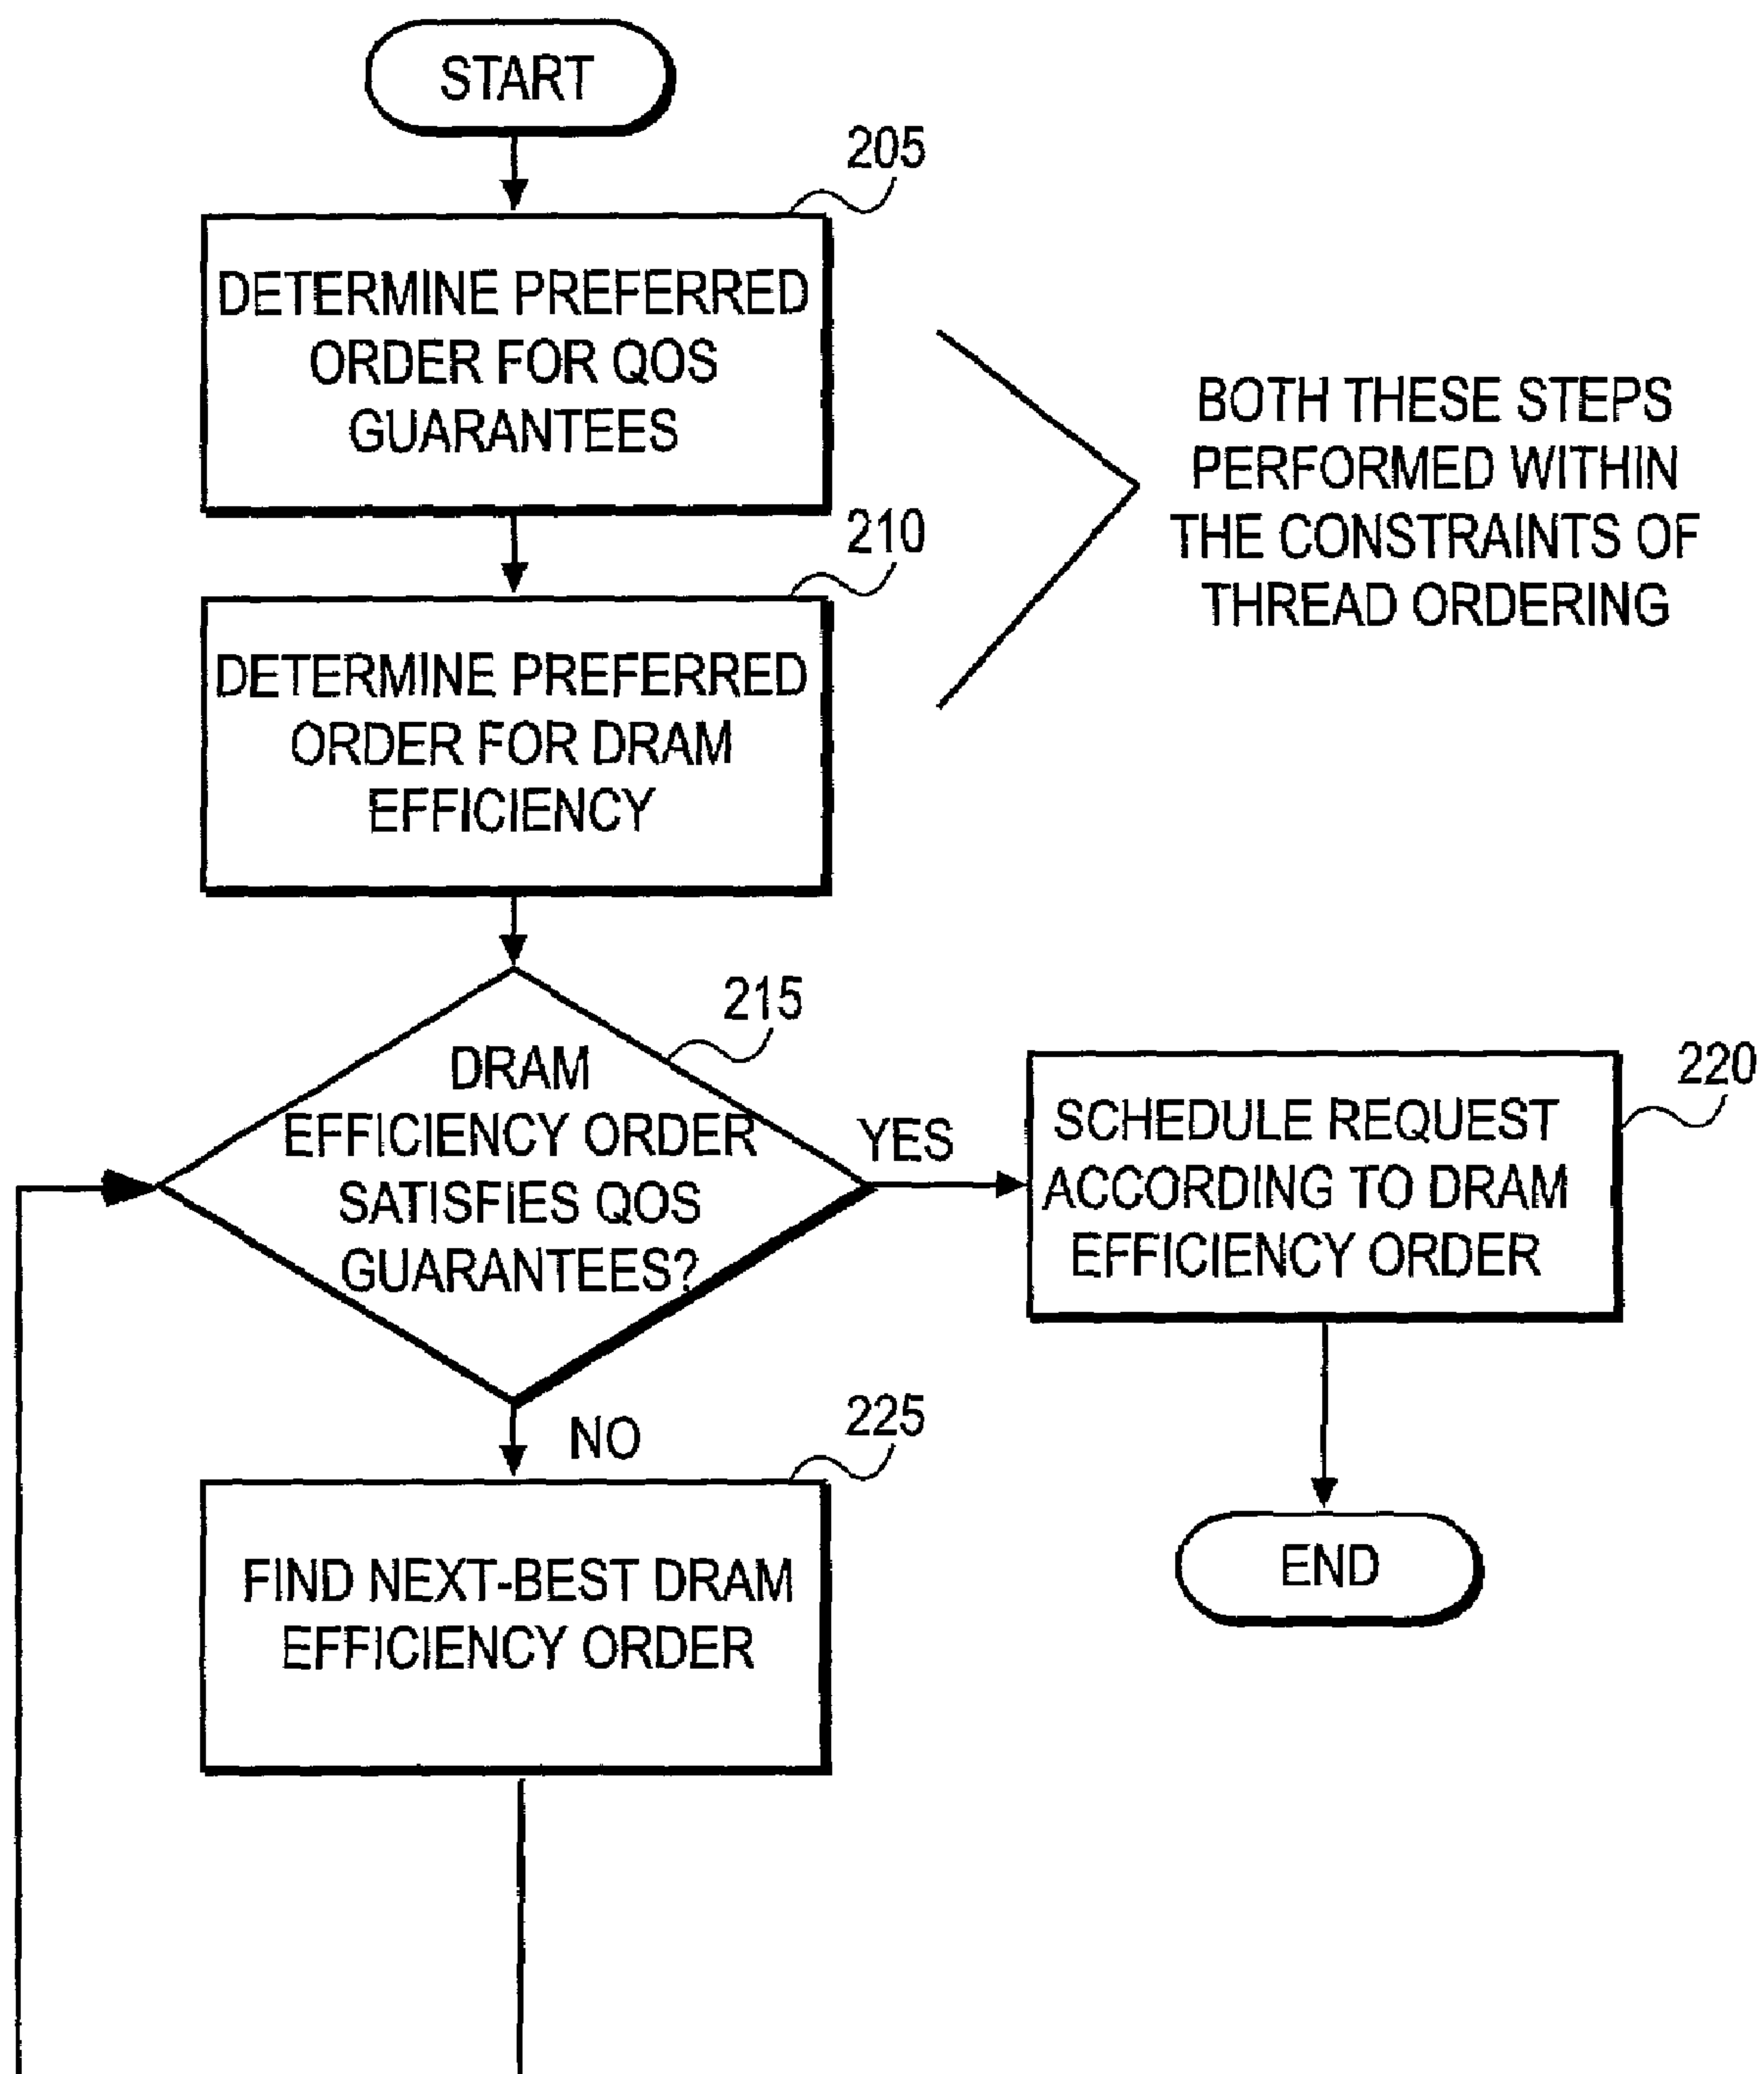 START
205
DETERMINE PREFERRED
ORDER FOR QOS
GUARANTEES
BOTH THESE STEPS
PERFORMED WITHIN
THE CONSTRAINTS OF
THREAD ORDERING
210
DETERMINE PREFERRED
ORDER FOR DRAM
EFFICIENCY
215
DRAM
EFFICIENCY ORDER
SATISFIES QOS
GUARANTEES?
YES
220
SCHEDULE REQUEST
ACCORDING TO DRAM
EFFICIENCY ORDER
NO
225
FIND NEXT-BEST DRAM
EFFICIENCY ORDER
END